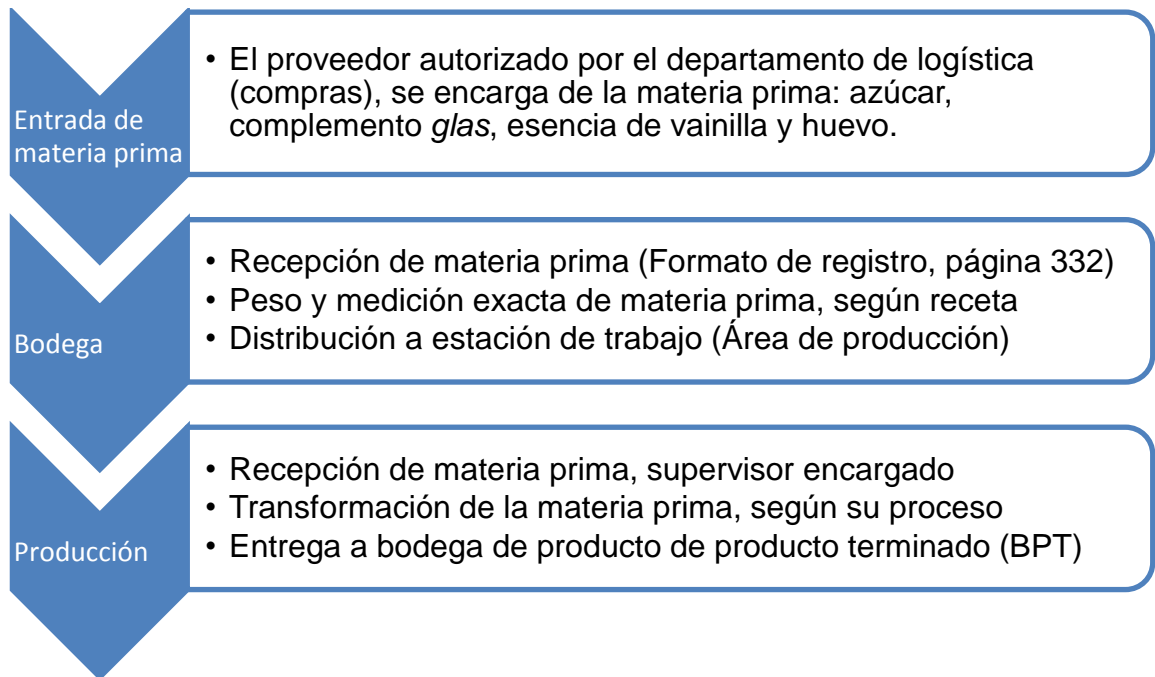 Entrada de
materia prima
• El proveedor autorizado por el departamento de logística
(compras), se encarga de la materia prima: azúcar,
complemento glas, esencia de vainilla y huevo.
Bodega
• Recepción de materia prima (Formato de registro, página 332)
• Peso y medición exacta de materia prima, según receta
• Distribución a estación de trabajo (Área de producción)
Producción
• Recepción de materia prima, supervisor encargado
• Transformación de la materia prima, según su proceso
• Entrega a bodega de producto de producto terminado (BPT)